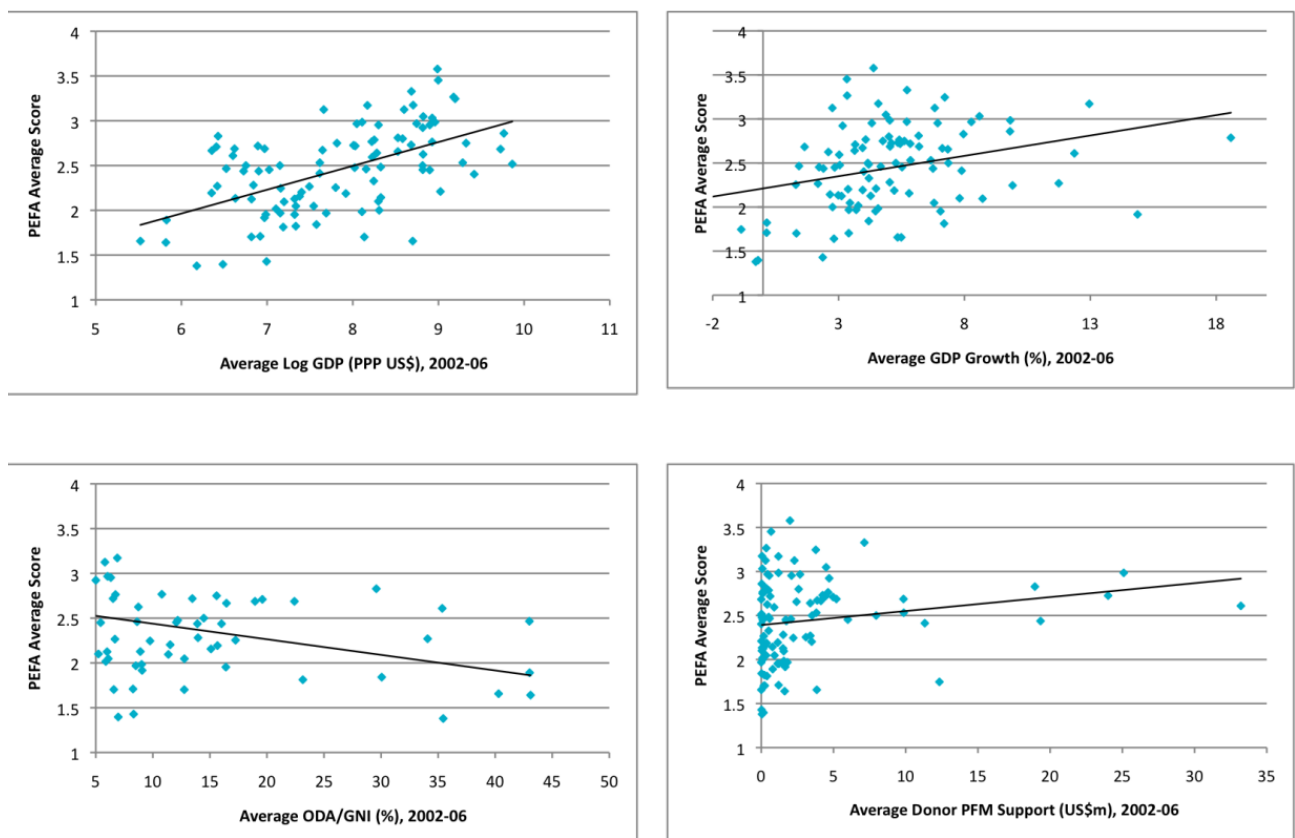 4
3.5
3
2.5
2
1.5
1
PEFA Average Score
5 6 7 8 9 10 11
Average Log GDP (PPP US$), 2002-06
4
3.5
3
2.5
2
1.5
1
PEFA Average Score
-2 3 8 13 18
Average GDP Growth (%), 2002-06
4
3.5
3
2.5
2
1.5
1
PEFA Average Score
5 10 15 20 25 30 35 40 45 50
Average ODA/GNI (%), 2002-06
4
3.5
3
2.5
2
1.5
1
PEFA Average Score
0 5 10 15 20 25 30 35
Average Donor PFM Support (US$m), 2002-06